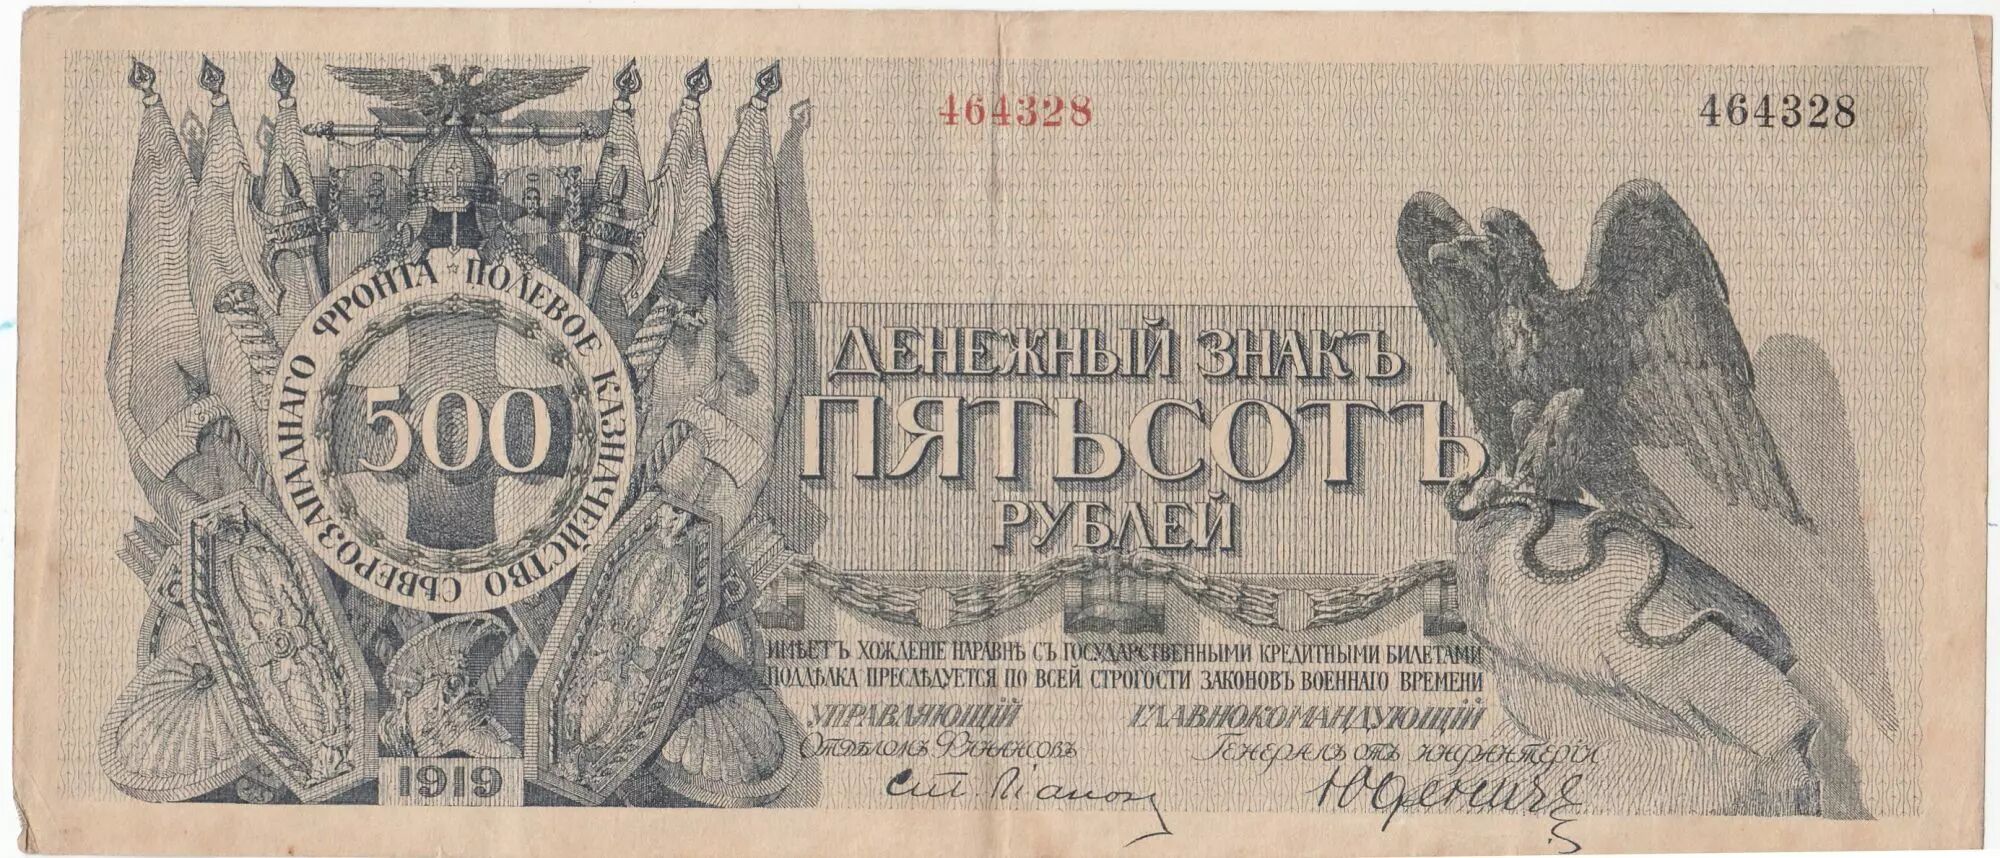 464328 464328
ПОЛЕВОЕ КАЗНАЧЕЙСТВО СѢВЕРОЗАПАДНАГО ФРОНТА
500
ДЕНЕЖНЫЙ ЗНАКЪ
ПЯТЬСОТЪ
РУБЛЕЙ
ИМѢЕТЪ ХОЖДЕНІЕ НАРАВНѢ СЪ ГОСУДАРСТВЕННЫМИ КРЕДИТНЫМИ БИЛЕТАМИ
ПОДДѢЛКА ПРЕСЛѢДУЕТСЯ ПО ВСЕЙ СТРОГОСТИ ЗАКОНОВЪ ВОЕННАГО ВРЕМЕНИ
УПРАВЛЯЮЩІЙ ГЛАВНОКОМАНДУЮЩІЙ
ОТДѢЛОМЪ ФИНАНСОВЪ ГЕНЕРАЛЪ ОТЪ ИНФАНТЕРІИ
Юденичъ
1919